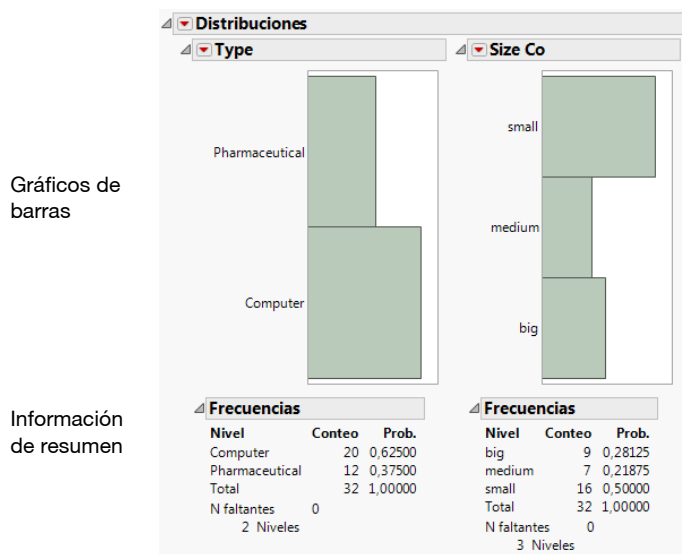 Distribuciones
Type
Size Co
Pharmaceutical
Computer
small
medium
big
Gráficos de
barras
Información
de resumen
Frecuencias
Nivel Conteo Prob.
Computer 20 0,62500
Pharmaceutical 12 0,37500
Total 32 1,00000
N faltantes 0
2 Niveles
Frecuencias
Nivel Conteo Prob.
big 9 0,28125
medium 7 0,21875
small 16 0,50000
Total 32 1,00000
N faltantes 0
3 Niveles